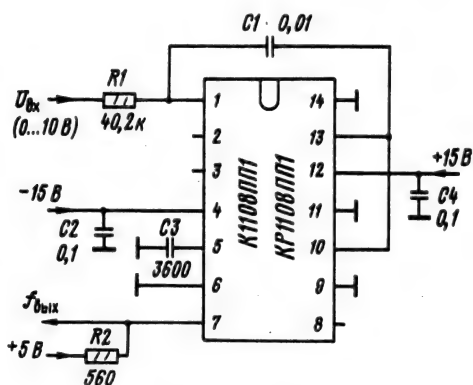 C1 0,01
R1
Uвх
40,2к
(0...10 В)
1
2
3
4
5
6
7
14
13
12
11
10
9
8
К1108ПП1
КР1108ПП1
+15 В
C4
0,1
-15 В
C2
0,1
C3
3600
fвых
+5 В
R2
560